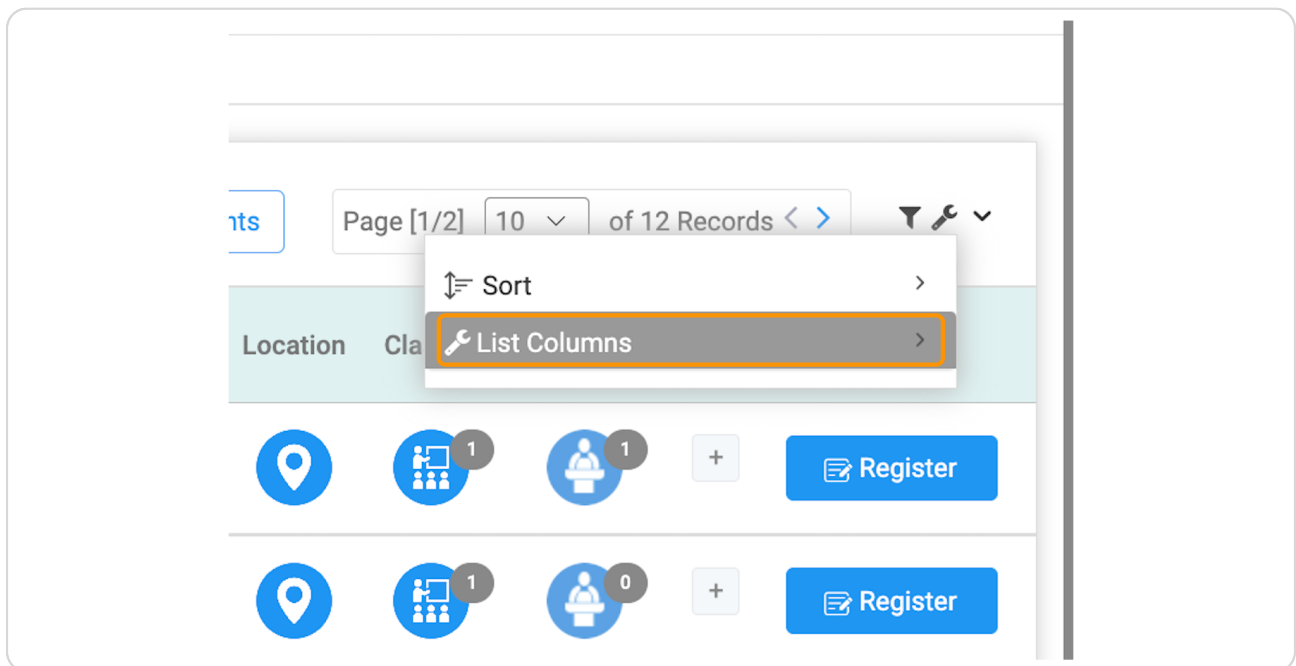 nts Page [1/2] 10 of 12 Records
Sort
List Columns
Location Cla
1 1 + Register
1 0 + Register